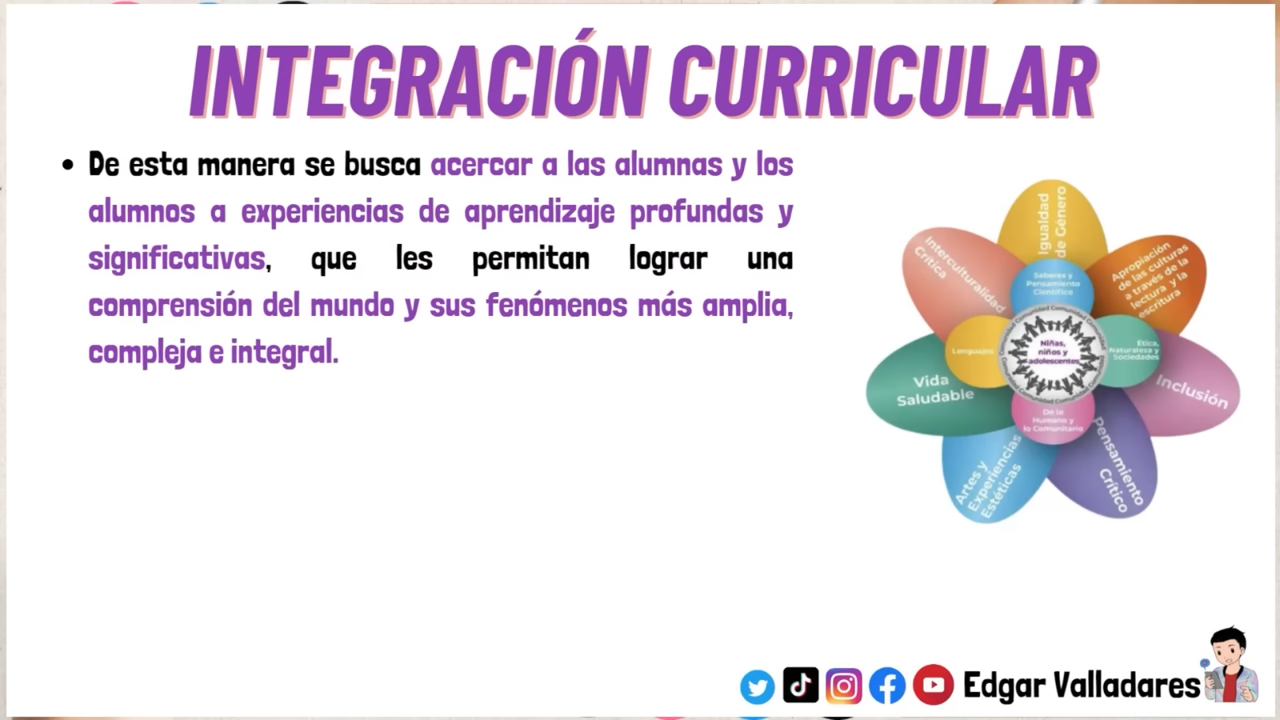 INTEGRACIÓN CURRICULAR
• De esta manera se busca acercar a las alumnas y los
alumnos a experiencias de aprendizaje profundas y
significativas, que les permitan lograr una
comprensión del mundo y sus fenómenos más amplia,
compleja e integral.
Igualdad
de Género
Interculturalidad
Crítica
Apropiación
de las culturas
a través de la
lectura y la
escritura
Saberes y
Pensamiento
Científico
Lenguajes
Niñas,
niños y
adolescentes
Comunidad Comunidad Comunidad
Ética,
Naturaleza y
Sociedades
Vida
Saludable
Inclusión
De lo
Humano y
lo Comunitario
Artes y
Experiencias
Estéticas
Pensamiento
Crítico
Edgar Valladares